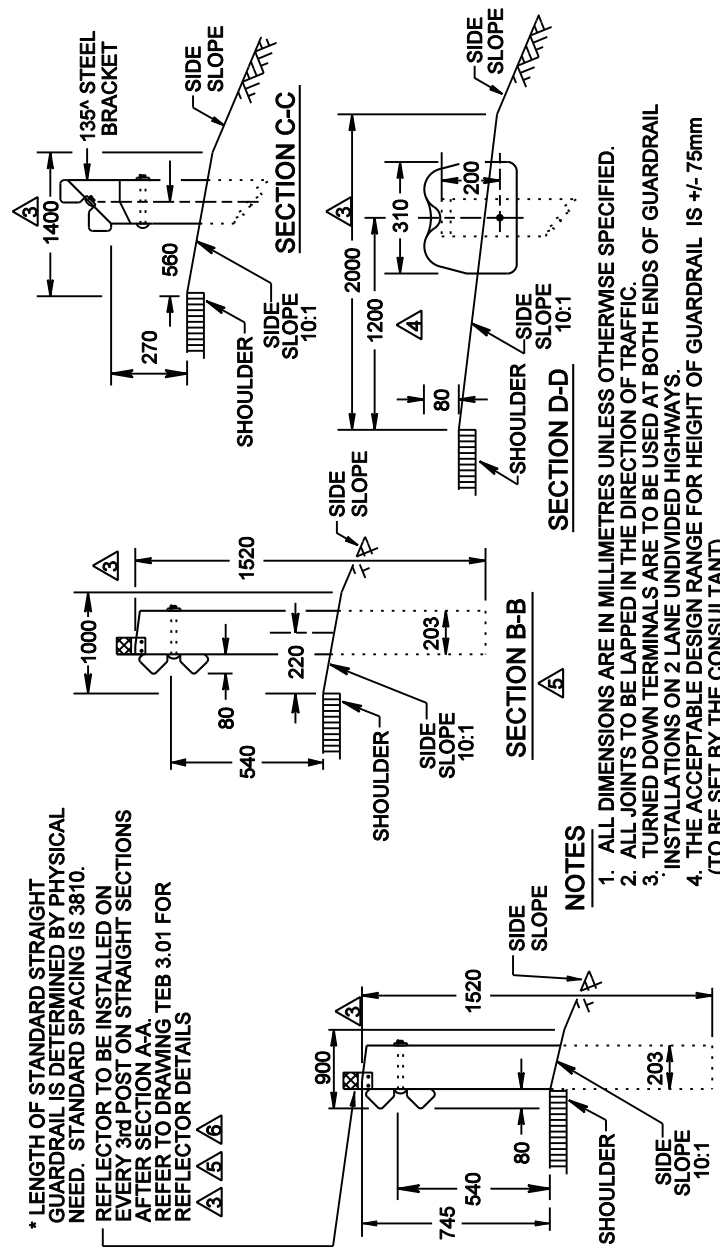 * LENGTH OF STANDARD STRAIGHT
GUARDRAIL IS DETERMINED BY PHYSICAL
NEED. STANDARD SPACING IS 3810.
REFLECTOR TO BE INSTALLED ON
EVERY 3rd POST ON STRAIGHT SECTIONS
AFTER SECTION A-A.
REFER TO DRAWING TEB 3.01 FOR
REFLECTOR DETAILS
3 5 6
900
3
1520
745
540
80
203
SHOULDER
SIDE
SLOPE
10:1
SIDE
SLOPE
1000
3
1520
540
80
220
203
SHOULDER
SIDE
SLOPE
10:1
SIDE
SLOPE
SECTION B-B
5
3
1400
135^ STEEL
BRACKET
270
560
SHOULDER
SIDE
SLOPE
10:1
SIDE
SLOPE
SECTION C-C
2000
3
1200
310
4
200
80
SHOULDER
SIDE
SLOPE
10:1
SIDE
SLOPE
SECTION D-D
NOTES
1. ALL DIMENSIONS ARE IN MILLIMETRES UNLESS OTHERWISE SPECIFIED.
2. ALL JOINTS TO BE LAPPED IN THE DIRECTION OF TRAFFIC.
3. TURNED DOWN TERMINALS ARE TO BE USED AT BOTH ENDS OF GUARDRAIL
INSTALLATIONS ON 2 LANE UNDIVIDED HIGHWAYS.
4. THE ACCEPTABLE DESIGN RANGE FOR HEIGHT OF GUARDRAIL IS +/- 75mm
(TO BE SET BY THE CONSULTANT)